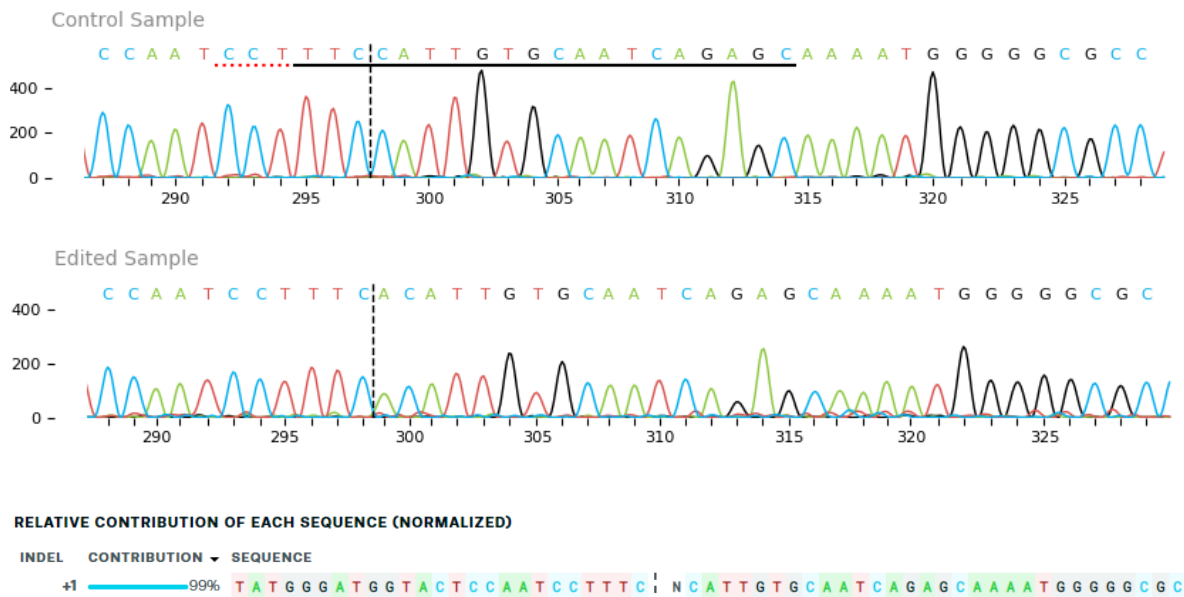 Control Sample
C C A A T C C T T T C C A T T G T G C A A T C A G A G C A A A A T G G G G G C G C C
400
200
0
290 295 300 305 310 315 320 325
Edited Sample
C C A A T C C T T T C A C A T T G T G C A A T C A G A G C A A A A T G G G G G C G C
400
200
0
290 295 300 305 310 315 320 325
RELATIVE CONTRIBUTION OF EACH SEQUENCE (NORMALIZED)
INDEL CONTRIBUTION SEQUENCE
+1 99% T A T G G G A T G G T A C T C C A A T C C T T T C N C A T T G T G C A A T C A G A G C A A A A T G G G G G C G C